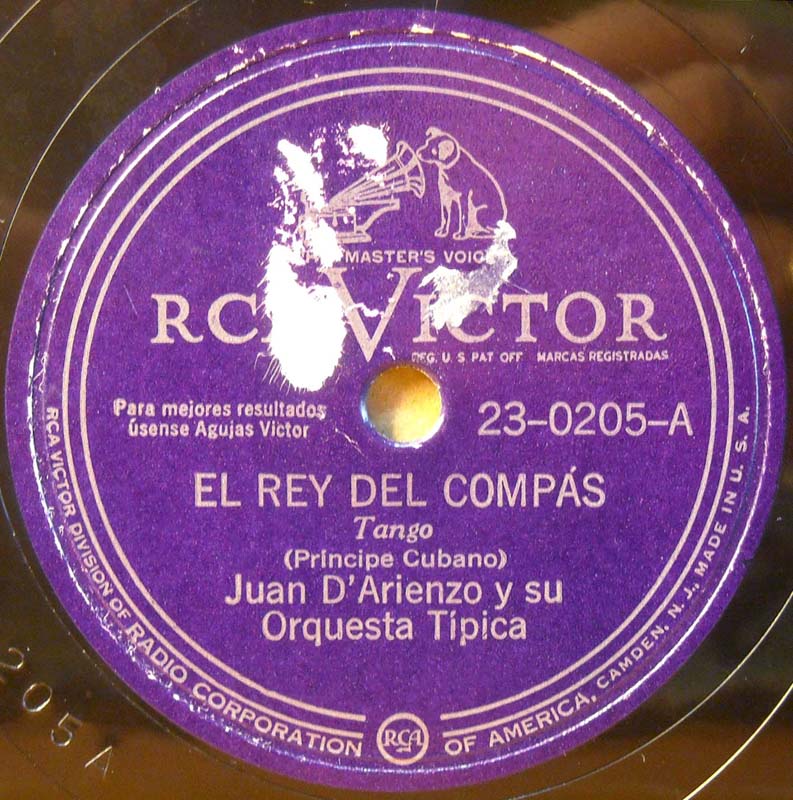 MASTER'S VOIC
RCA VICTOR
REG. U. S. PAT OFF. MARCAS REGISTRADAS
Para mejores resultados
úsense Agujas Victor
23-0205-A
EL REY DEL COMPÁS
Tango
(Príncipe Cubano)
Juan D'Arienzo y su
Orquesta Típica
RCA VICTOR DIVISION OF RADIO CORPORATION OF AMERICA, CAMDEN, N. J., MADE IN U. S. A.
RCA
205 A